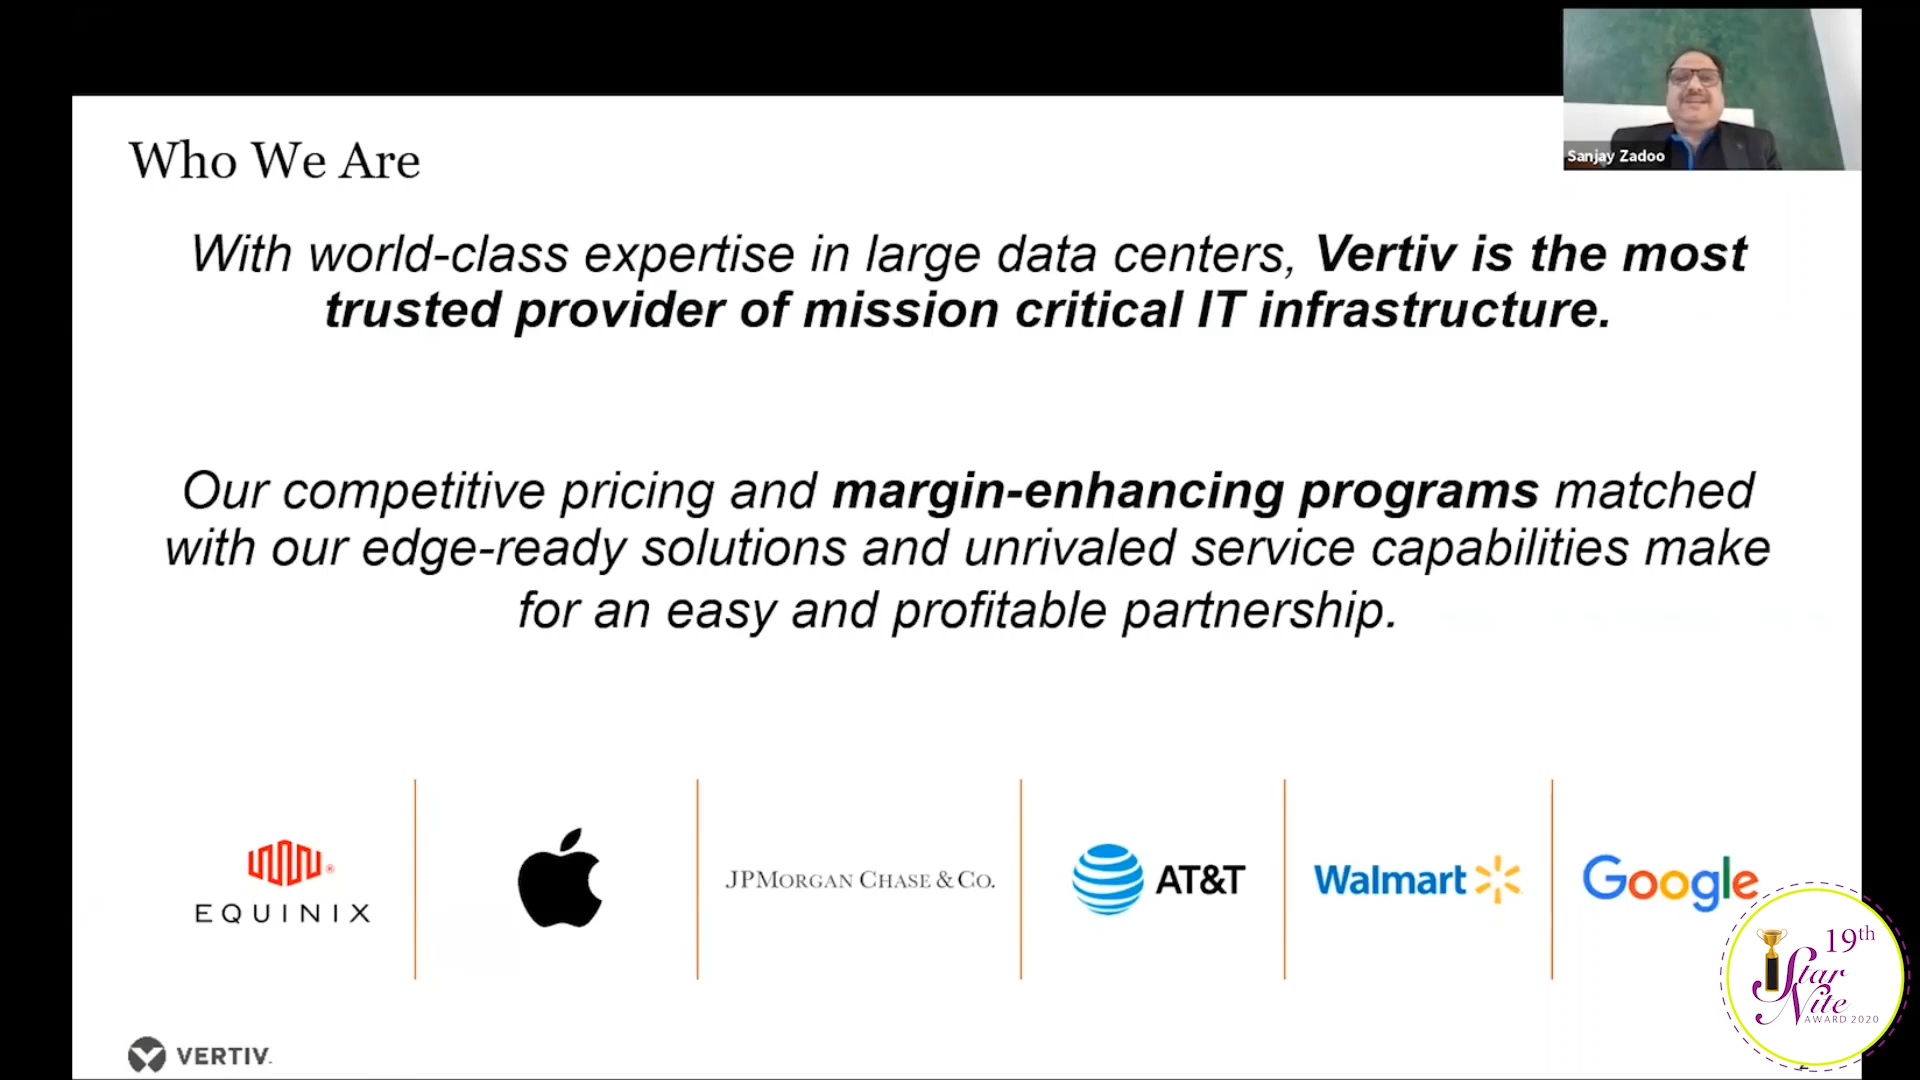 Sanjay Zadoo
Who We Are
With world-class expertise in large data centers, Vertiv is the most
trusted provider of mission critical IT infrastructure.
Our competitive pricing and margin-enhancing programs matched
with our edge-ready solutions and unrivaled service capabilities make
for an easy and profitable partnership.
EQUINIX
JPMORGAN CHASE & CO.
AT&T
Walmart
Google
19th
Star
Nite
AWARD 2020
VERTIV